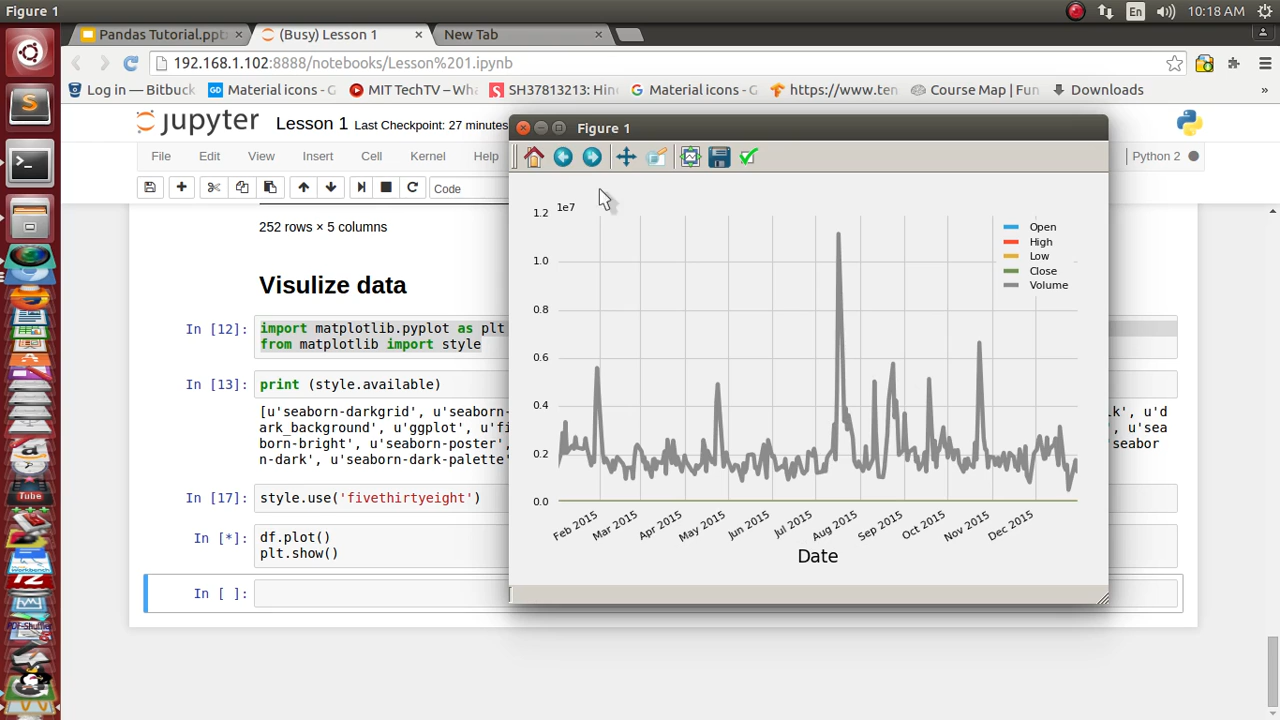 Figure 1
En
10:18 AM
Pandas Tutorial.ppt
(Busy) Lesson 1
New Tab
192.168.1.102:8888/notebooks/Lesson%201.ipynb
Log in — Bitbuck
Material icons - G
MIT TechTV – Wha
SH37813213: Hin
Material icons - G
https://www.ten
Course Map | Fun
Downloads
»
jupyter
Lesson 1 Last Checkpoint: 27 minutes
File Edit View Insert Cell Kernel Help
Python 2
Code
252 rows × 5 columns
Visulize data
In [12]:
import matplotlib.pyplot as plt
from matplotlib import style
In [13]:
print (style.available)
[u'seaborn-darkgrid', u'seaborn-
ark_background', u'ggplot', u'fi
born-bright', u'seaborn-poster',
n-dark', u'seaborn-dark-palette'
k', u'd
'sea
eabor
In [17]:
style.use('fivethirtyeight')
In [*]:
df.plot()
plt.show()
In [ ]:
Figure 1
1e7
1.2
1.0
0.8
0.6
0.4
0.2
0.0
Open
High
Low
Close
Volume
Feb 2015
Mar 2015
Apr 2015
May 2015
Jun 2015
Jul 2015
Aug 2015
Sep 2015
Oct 2015
Nov 2015
Dec 2015
Date
Tube